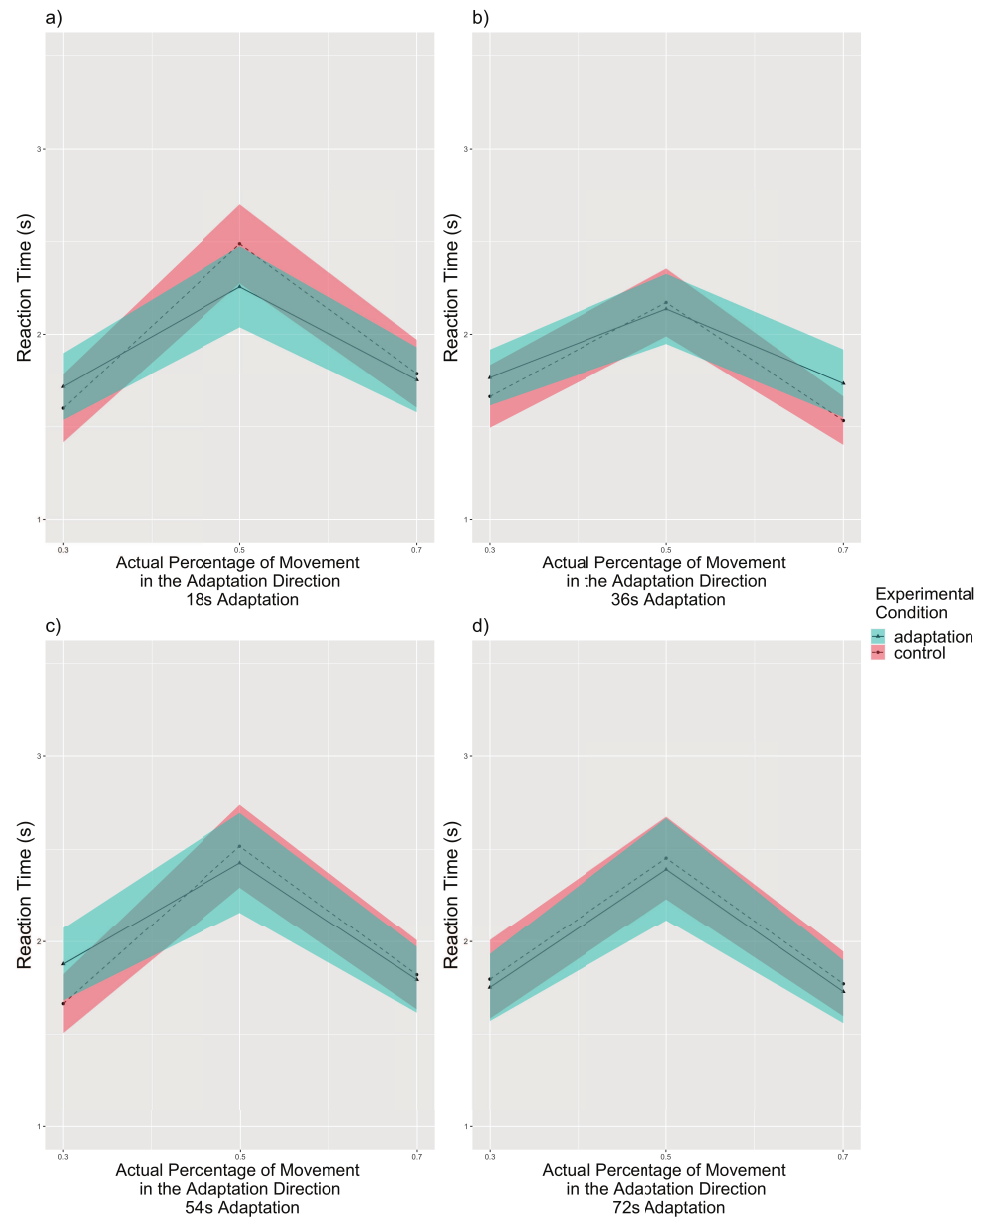 a)
3
2
1
Reaction Time (s)
0.3
0.5
0.7
Actual Percentage of Movement
in the Adaptation Direction
18s Adaptation
b)
3
2
1
Reaction Time (s)
0.3
0.5
0.7
Actual Percentage of Movement
in the Adaptation Direction
36s Adaptation
Experimental
Condition
adaptation
control
c)
3
2
1
Reaction Time (s)
0.3
0.5
0.7
Actual Percentage of Movement
in the Adaptation Direction
54s Adaptation
d)
3
2
1
Reaction Time (s)
0.3
0.5
0.7
Actual Percentage of Movement
in the Adaptation Direction
72s Adaptation